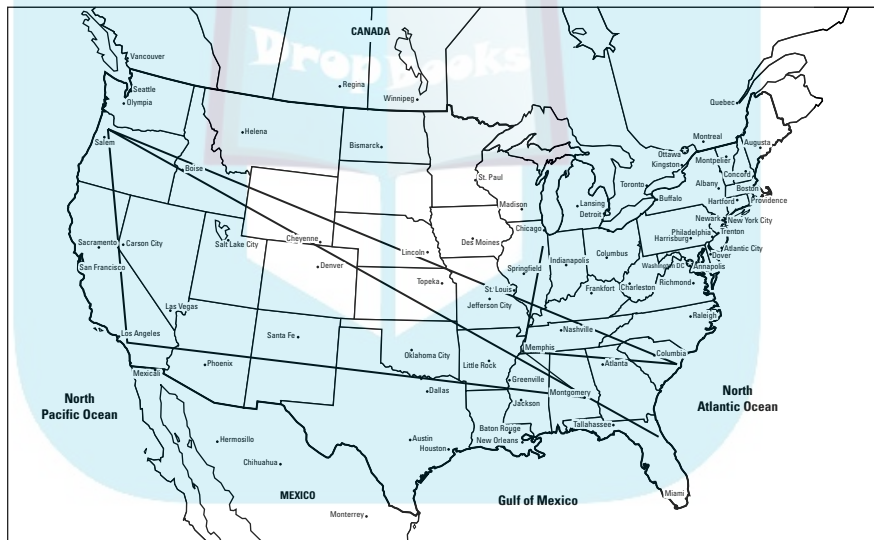 CANADA
Drop Books
Vancouver
Seattle
Olympia
Regina
Winnipeg
Quebec
Helena
Bismarck
Ottawa
Montreal
Augusta
Salem
Boise
St. Paul
Kingston
Montpelier
Concord
Toronto
Albany
Boston
Madison
Lansing
Detroit
Buffalo
Hartford
Providence
Newark
New York City
Chicago
Philadelphia
Trenton
Harrisburg
Sacramento
Carson City
Salt Lake City
Cheyenne
Lincoln
Des Moines
Indianapolis
Columbus
Atlantic City
Dover
San Francisco
Denver
Topeka
Springfield
Washington DC
Annapolis
St. Louis
Jefferson City
Frankfort
Charleston
Richmond
Las Vegas
Raleigh
Los Angeles
Santa Fe
Nashville
Memphis
Columbia
Oklahoma City
Phoenix
Little Rock
Atlanta
Mexicali
Greenville
Dallas
Montgomery
Jackson
North
Pacific Ocean
North
Atlantic Ocean
Hermosillo
Austin
Houston
Baton Rouge
New Orleans
Tallahassee
Chihuahua
MEXICO
Gulf of Mexico
Miami
Monterrey